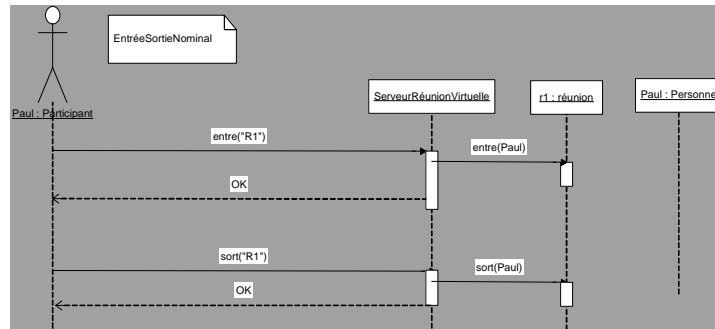 EntréeSortieNominal
ServeurRéunionVirtuelle
r1 : réunion
Paul : Personne
Paul : Participant
entre("R1")
entre(Paul)
OK
sort("R1")
sort(Paul)
OK